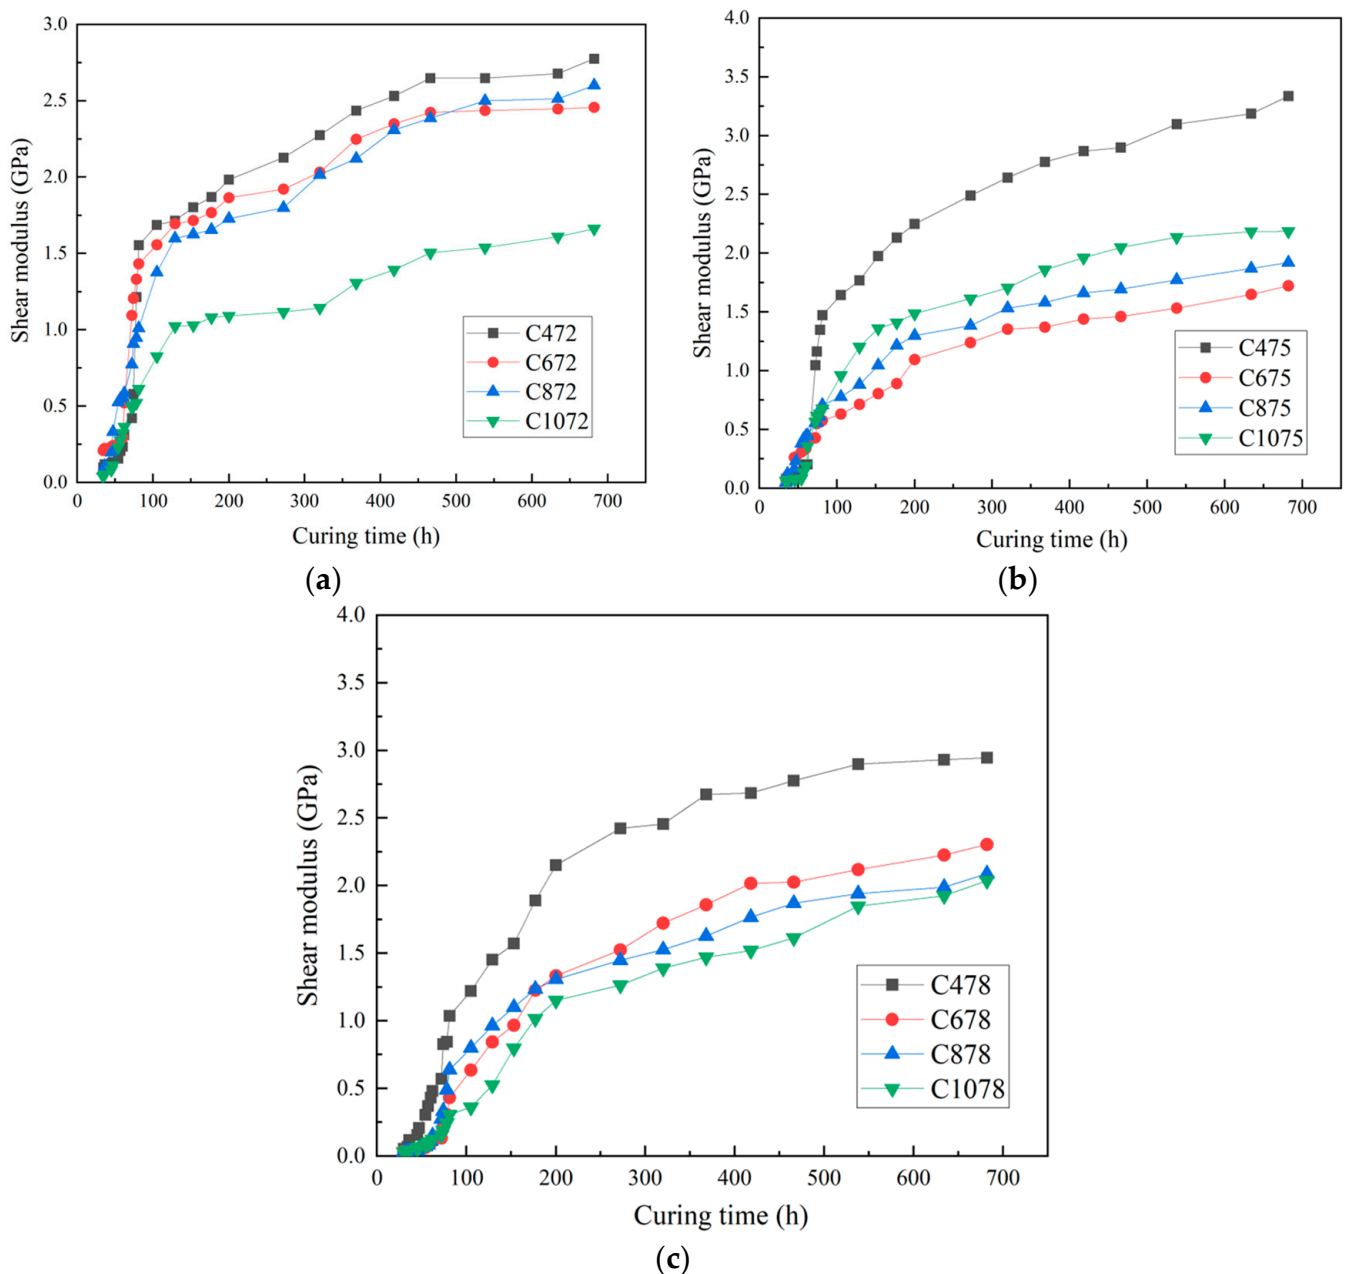 3.0
2.5
2.0
1.5
1.0
0.5
0.0
Shear modulus (GPa)
0 100 200 300 400 500 600 700
Curing time (h)
C472
C672
C872
C1072
(a)
4.0
3.5
3.0
2.5
2.0
1.5
1.0
0.5
0.0
Shear modulus (GPa)
0 100 200 300 400 500 600 700
Curing time (h)
C475
C675
C875
C1075
(b)
4.0
3.5
3.0
2.5
2.0
1.5
1.0
0.5
0.0
Shear modulus (GPa)
0 100 200 300 400 500 600 700
Curing time (h)
C478
C678
C878
C1078
(c)